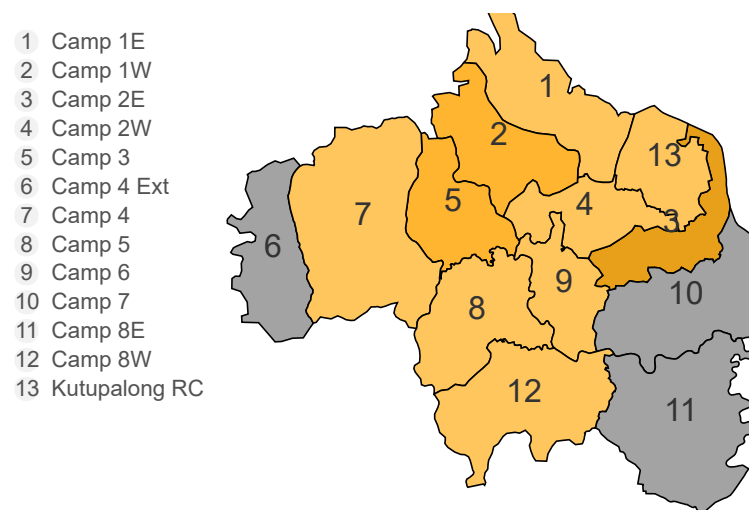 1 Camp 1E
2 Camp 1W
3 Camp 2E
4 Camp 2W
5 Camp 3
6 Camp 4 Ext
7 Camp 4
8 Camp 5
9 Camp 6
10 Camp 7
11 Camp 8E
12 Camp 8W
13 Kutupalong RC
1
2
13
5
4
7
3
6
9
10
8
12
11